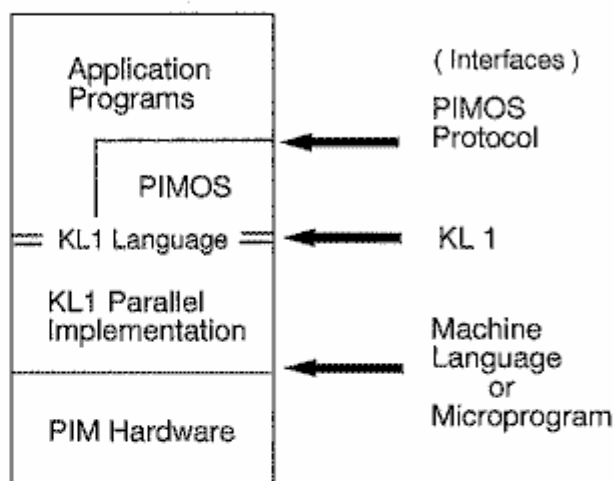 Application
Programs
PIMOS
KL1 Language
KL1 Parallel
Implementation
PIM Hardware
( Interfaces )
PIMOS
Protocol
KL 1
Machine
Language
or
Microprogram